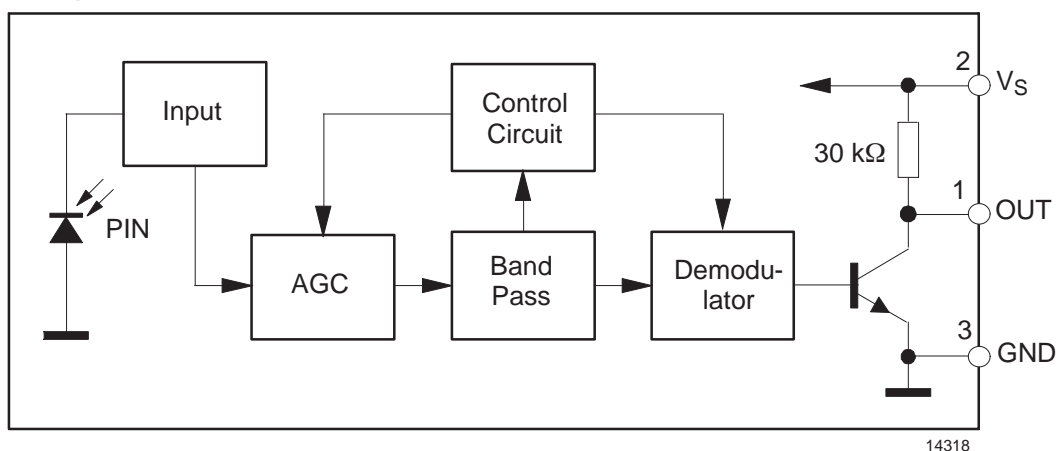 Input
Control
Circuit
2
V_S
30 kΩ
1
OUT
PIN
AGC
Band
Pass
Demodu-
lator
3
GND
14318